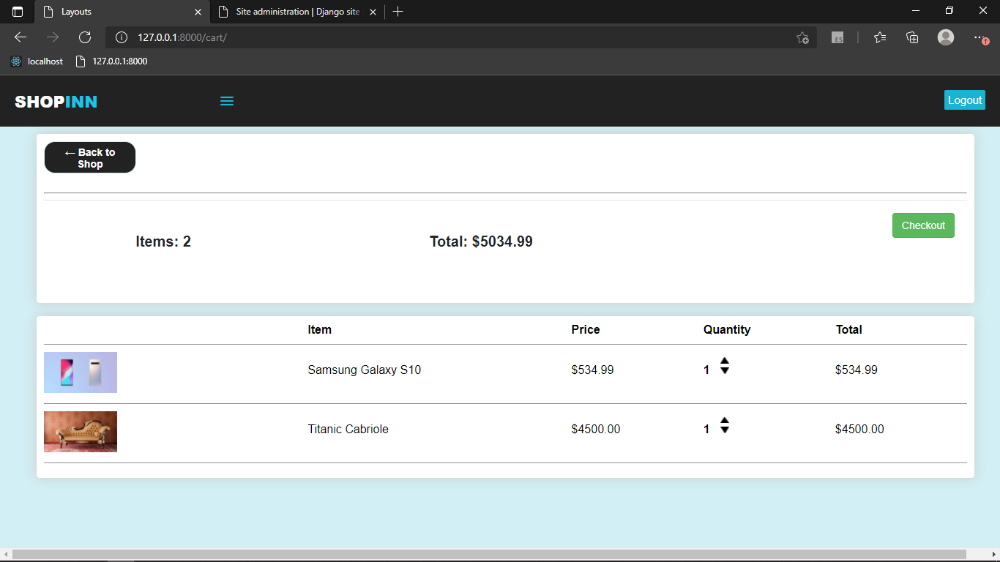 Layouts
Site administration | Django site
127.0.0.1:8000/cart/
ES
localhost
127.0.0.1:8000
SHOPINN
Logout
← Back to
Shop
Items: 2
Total: $5034.99
Checkout
Item Price Quantity Total
Samsung Galaxy S10 $534.99 1 $534.99
Titanic Cabriole $4500.00 1 $4500.00